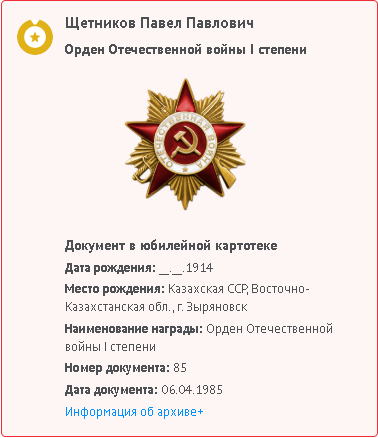 Щетников Павел Павлович
Орден Отечественной войны I степени
ОТЕЧЕСТВЕННАЯ ВОЙНА
Документ в юбилейной картотеке
Дата рождения: __.__.1914
Место рождения: Казахская ССР, Восточно-
Казахстанская обл., г. Зыряновск
Наименование награды: Орден Отечественной
войны I степени
Номер документа: 85
Дата документа: 06.04.1985
Информация об архиве+